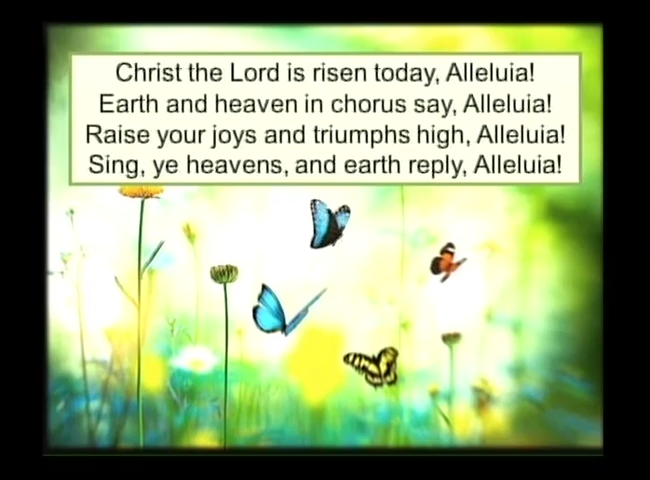 Christ the Lord is risen today, Alleluia!
Earth and heaven in chorus say, Alleluia!
Raise your joys and triumphs high, Alleluia!
Sing, ye heavens, and earth reply, Alleluia!